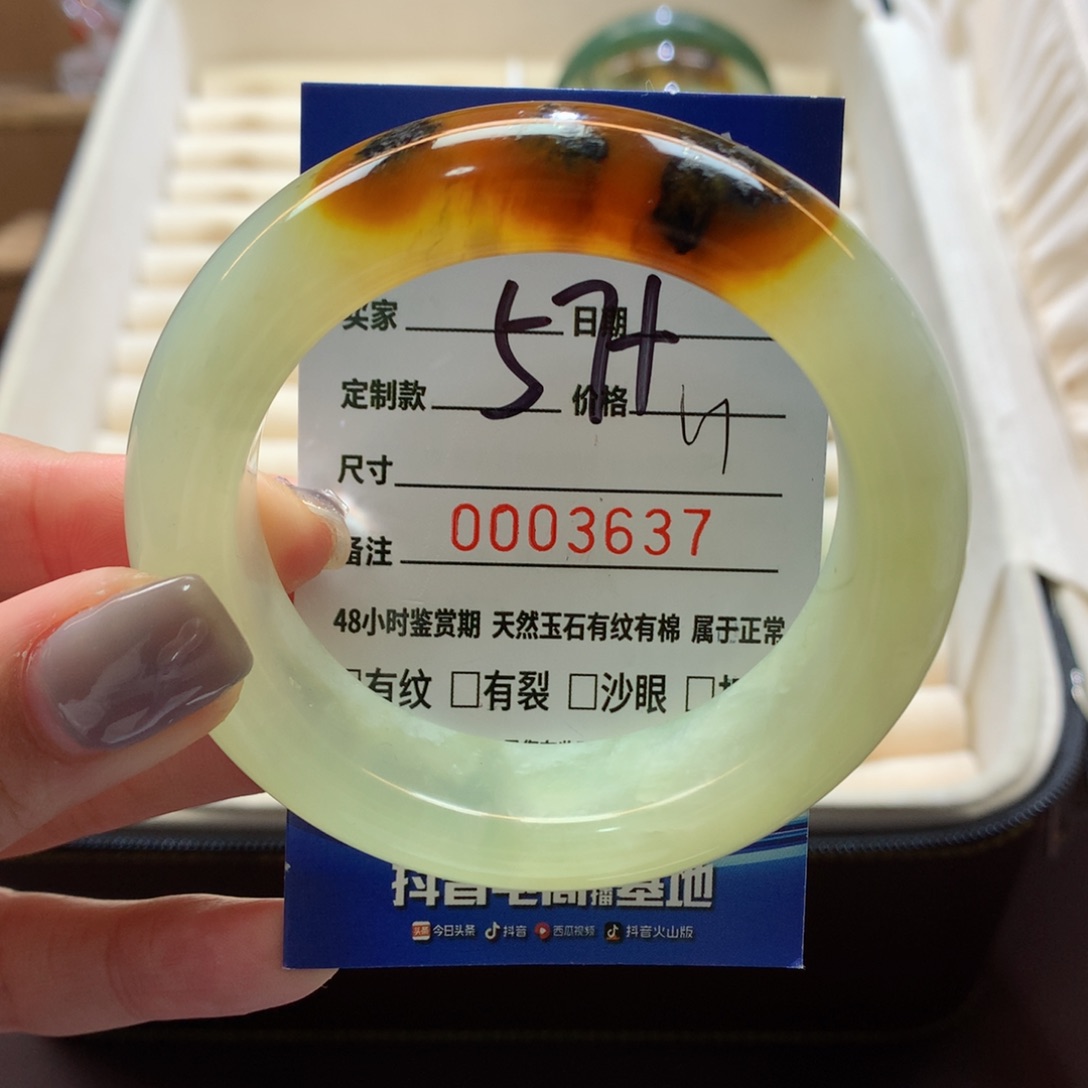 买家 日期
定制款 价格
尺寸
0003637
备注
48小时鉴赏期 天然玉石有纹有棉 属于正常
□有纹 □有裂 □沙眼 □
抖音电商直播基地
头条 今日头条 抖音 西瓜视频 抖音火山版